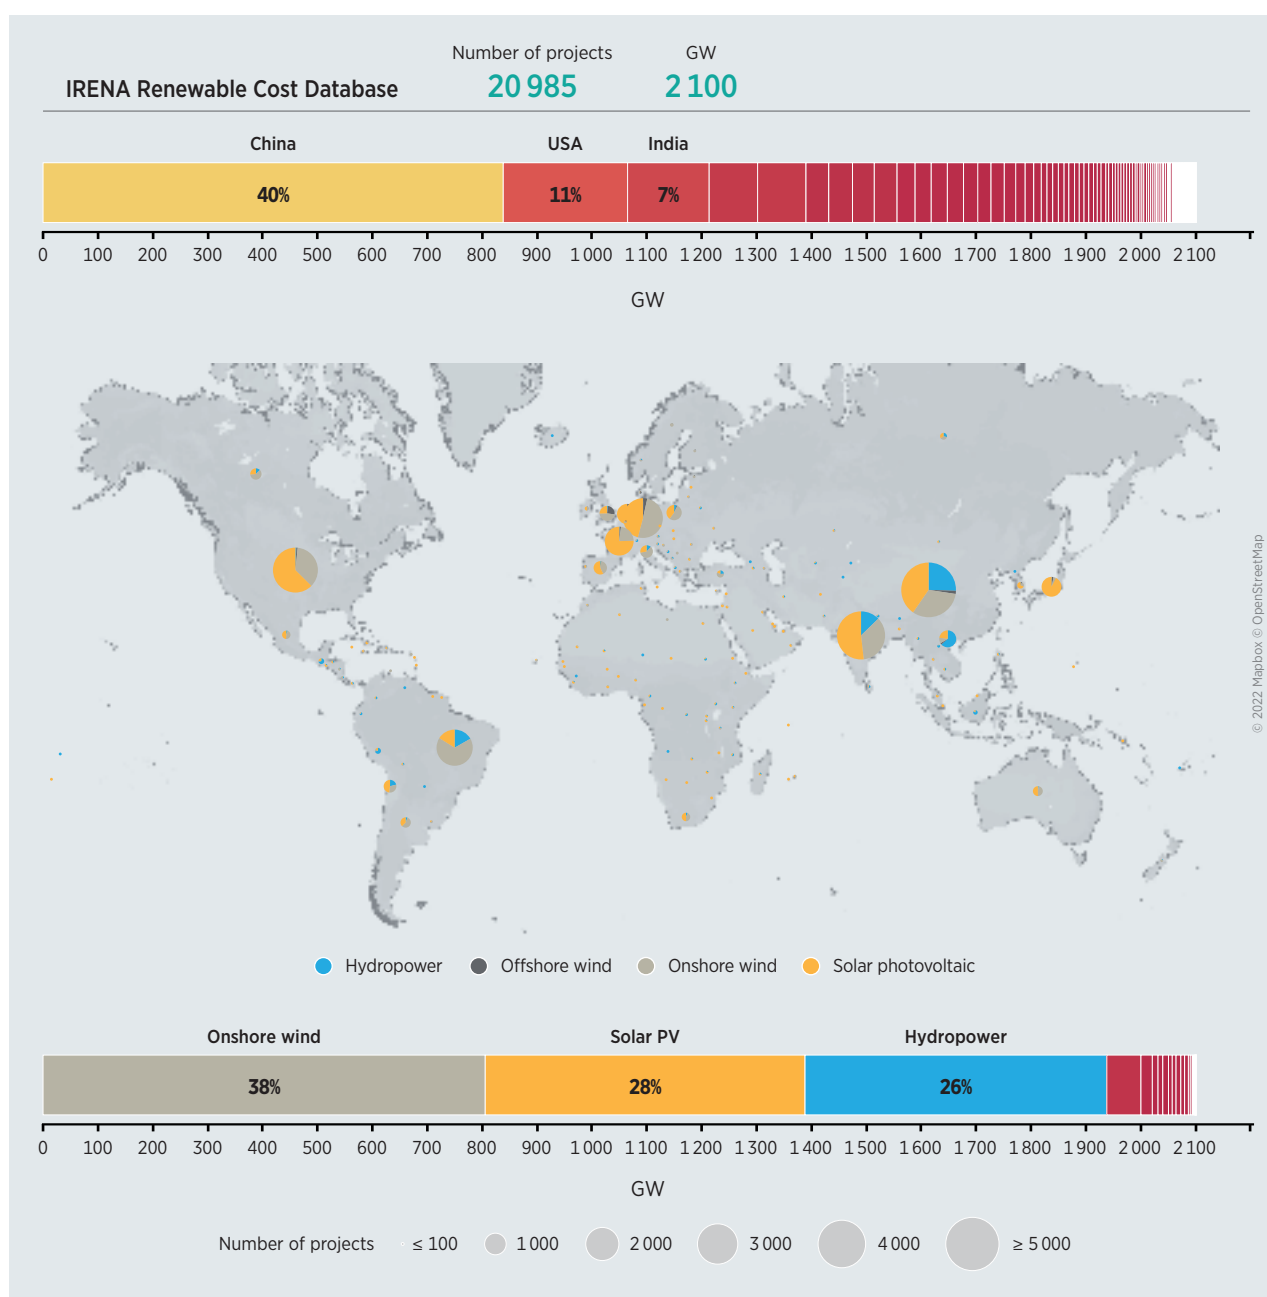 Number of projects GW
IRENA Renewable Cost Database 20 985 2 100
China USA India
40% 11% 7%
0 100 200 300 400 500 600 700 800 900 1 000 1 100 1 200 1 300 1 400 1 500 1 600 1 700 1 800 1 900 2 000 2 100
GW
© 2022 Mapbox © OpenStreetMap
Hydropower Offshore wind Onshore wind Solar photovoltaic
Onshore wind Solar PV Hydropower
38% 28% 26%
0 100 200 300 400 500 600 700 800 900 1 000 1 100 1 200 1 300 1 400 1 500 1 600 1 700 1 800 1 900 2 000 2 100
GW
Number of projects ≤ 100 1 000 2 000 3 000 4 000 ≥ 5 000